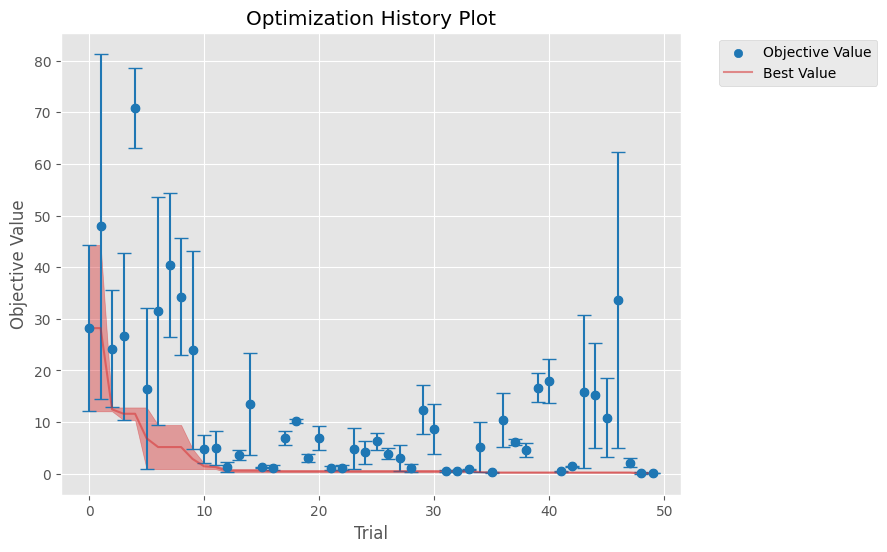 Optimization History Plot
Objective Value
Best Value
80
70
60
50
40
30
20
10
0
Objective Value
0 10 20 30 40 50
Trial